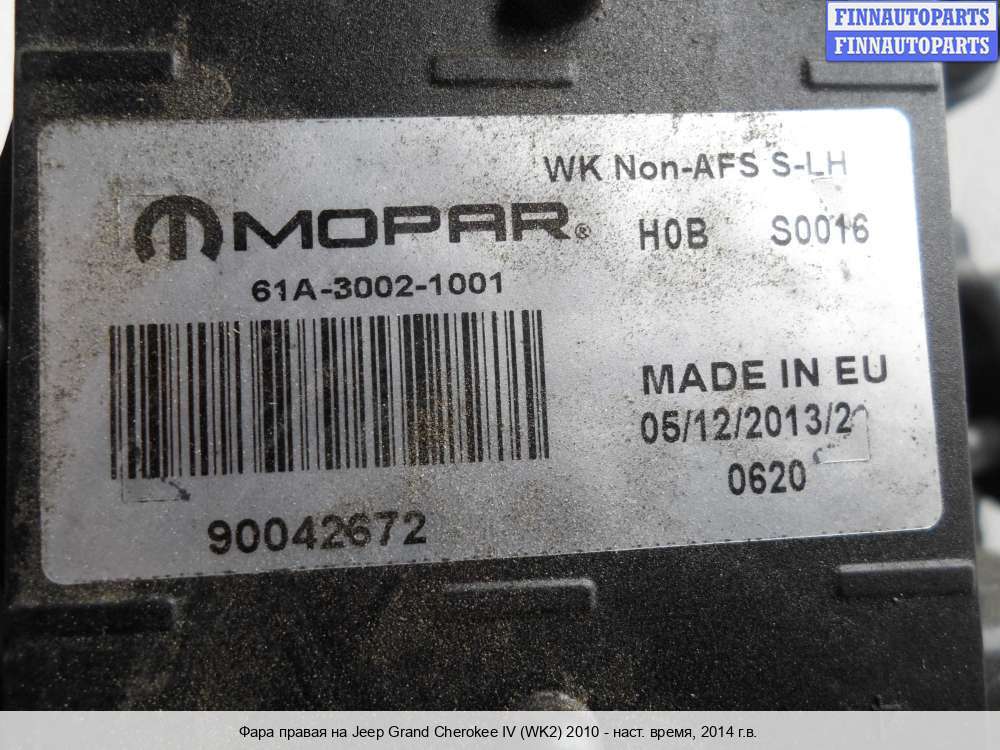 FINNAUTOPARTS
FINNAUTOPARTS
WK Non-AFS S-LH
MOPAR®
H0B S0016
61A-3002-1001
MADE IN EU
05/12/2013/2
0620
90042672
Фара правая на Jeep Grand Cherokee IV (WK2) 2010 - наст. время, 2014 г.в.